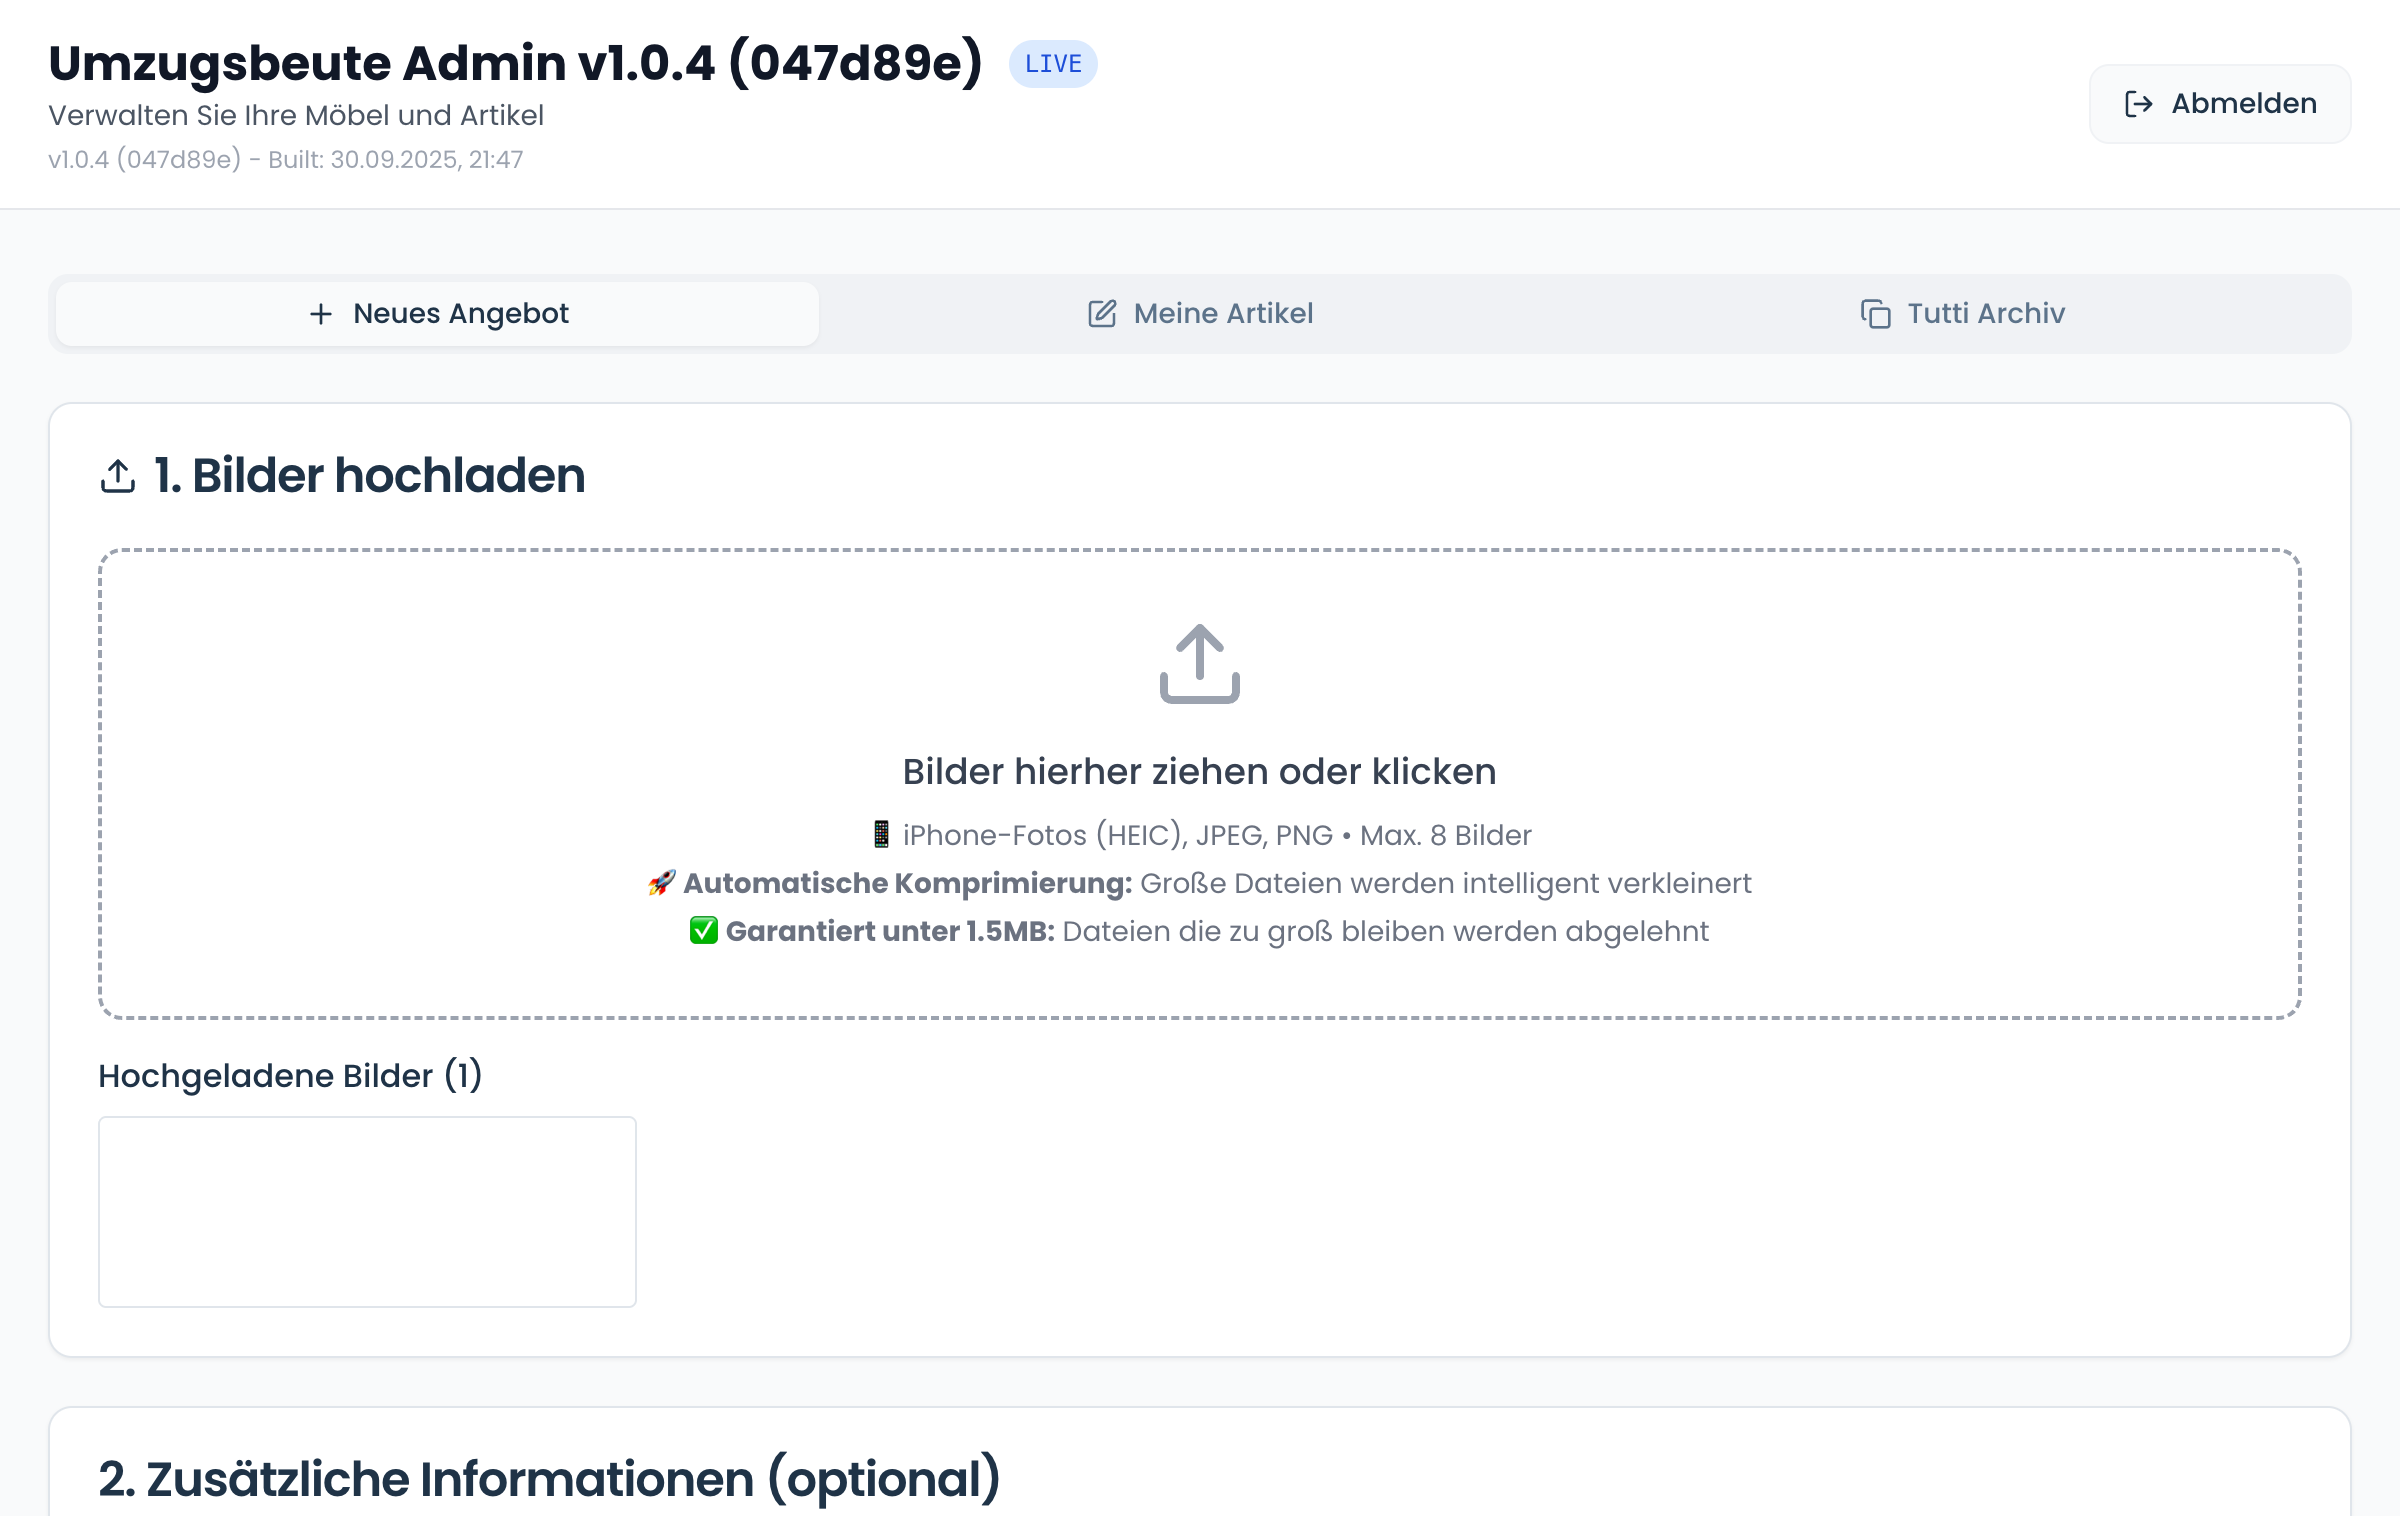 Umzugsbeute Admin v1.0.4 (047d89e) LIVE
Verwalten Sie Ihre Möbel und Artikel
v1.0.4 (047d89e) - Built: 30.09.2025, 21:47
Abmelden
Neues Angebot
Meine Artikel
Tutti Archiv
1. Bilder hochladen
Bilder hierher ziehen oder klicken
📱 iPhone-Fotos (HEIC), JPEG, PNG • Max. 8 Bilder
🚀 Automatische Komprimierung: Große Dateien werden intelligent verkleinert
✅ Garantiert unter 1.5MB: Dateien die zu groß bleiben werden abgelehnt
Hochgeladene Bilder (1)
2. Zusätzliche Informationen (optional)